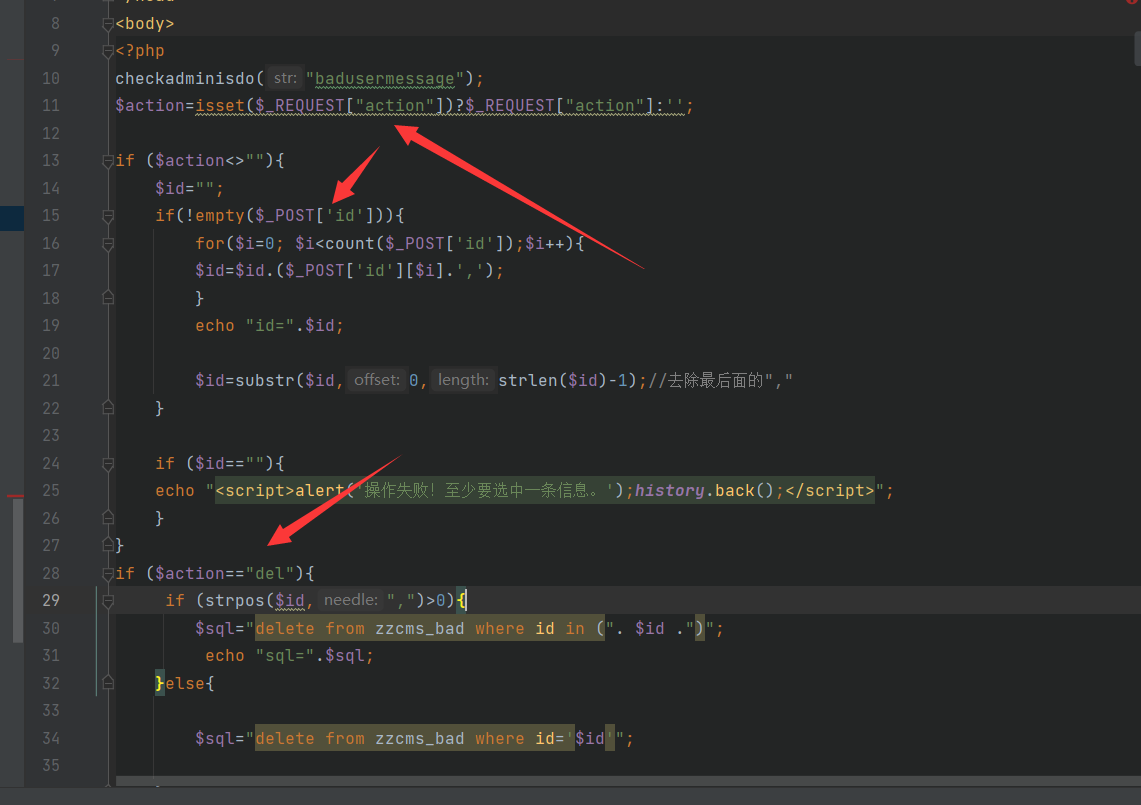 8 <body>
9 <?php
10 checkadminisdo( str: "badusermessage");
11 $action=isset($_REQUEST["action"])?$_REQUEST["action"]:'';
12
13 if ($action<>""){
14 $id="";
15 if(!empty($_POST['id'])){
16 for($i=0; $i<count($_POST['id']);$i++){
17 $id=$id.($_POST['id'][$i].',');
18 }
19 echo "id=".$id;
20
21 $id=substr($id, offset: 0, length: strlen($id)-1);//去除最后面的","
22 }
23
24 if ($id==""){
25 echo "<script>alert('操作失败！至少要选中一条信息。');history.back();</script>";
26 }
27 }
28 if ($action=="del"){
29 if (strpos($id, needle: ",")>0){
30 $sql="delete from zzcms_bad where id in (". $id .")";
31 echo "sql=".$sql;
32 }else{
33
34 $sql="delete from zzcms_bad where id='$id'";
35